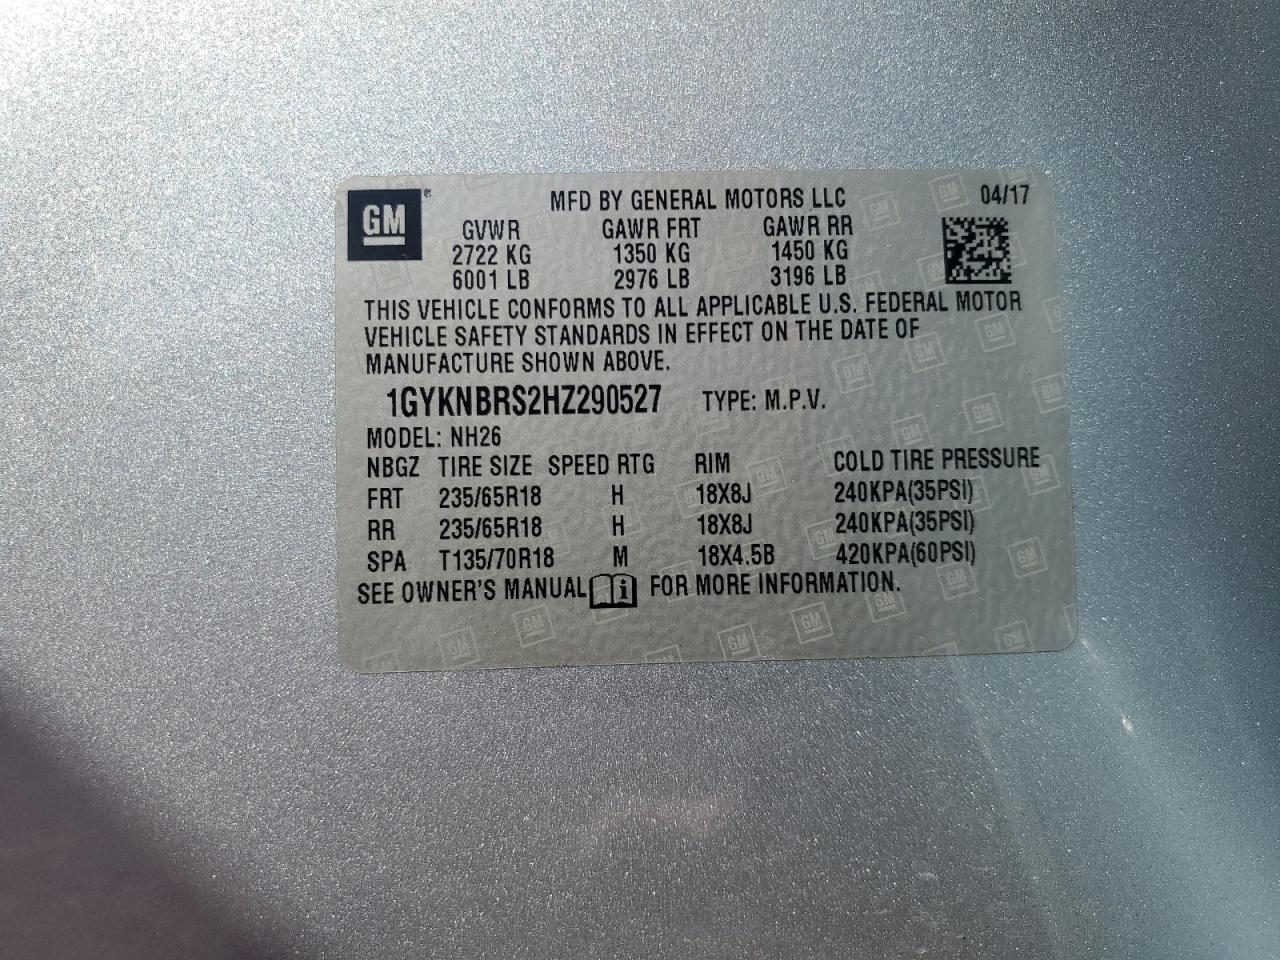 GM® MFD BY GENERAL MOTORS LLC 04/17
GVWR GAWR FRT GAWR RR
2722 KG 1350 KG 1450 KG
6001 LB 2976 LB 3196 LB
THIS VEHICLE CONFORMS TO ALL APPLICABLE U.S. FEDERAL MOTOR
VEHICLE SAFETY STANDARDS IN EFFECT ON THE DATE OF
MANUFACTURE SHOWN ABOVE.
1GYKNBRS2HZ290527 TYPE: M.P.V.
MODEL: NH26
NBGZ TIRE SIZE SPEED RTG RIM COLD TIRE PRESSURE
FRT 235/65R18 H 18X8J 240KPA(35PSI)
RR 235/65R18 H 18X8J 240KPA(35PSI)
SPA T135/70R18 M 18X4.5B 420KPA(60PSI)
SEE OWNER'S MANUAL i FOR MORE INFORMATION.